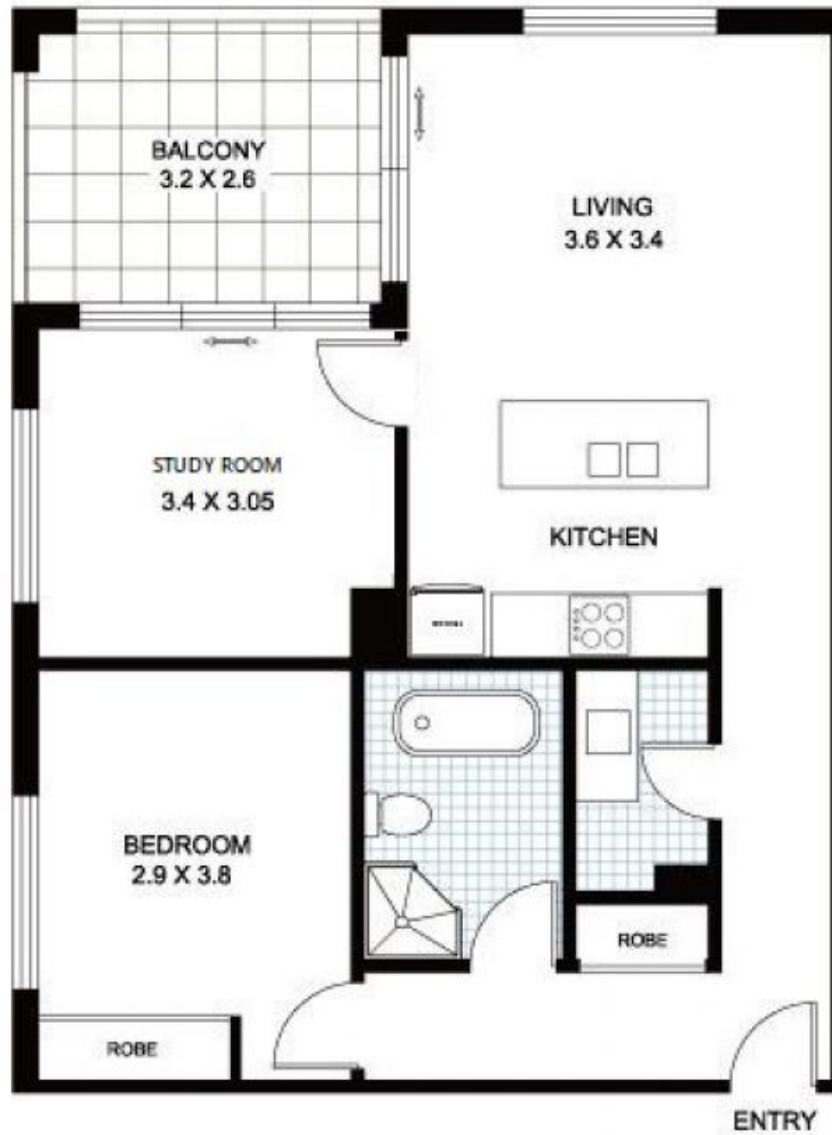 BALCONY
3.2 X 2.6
LIVING
3.6 X 3.4
STUDY ROOM
3.4 X 3.05
KITCHEN
BEDROOM
2.9 X 3.8
ROBE
ROBE
ENTRY